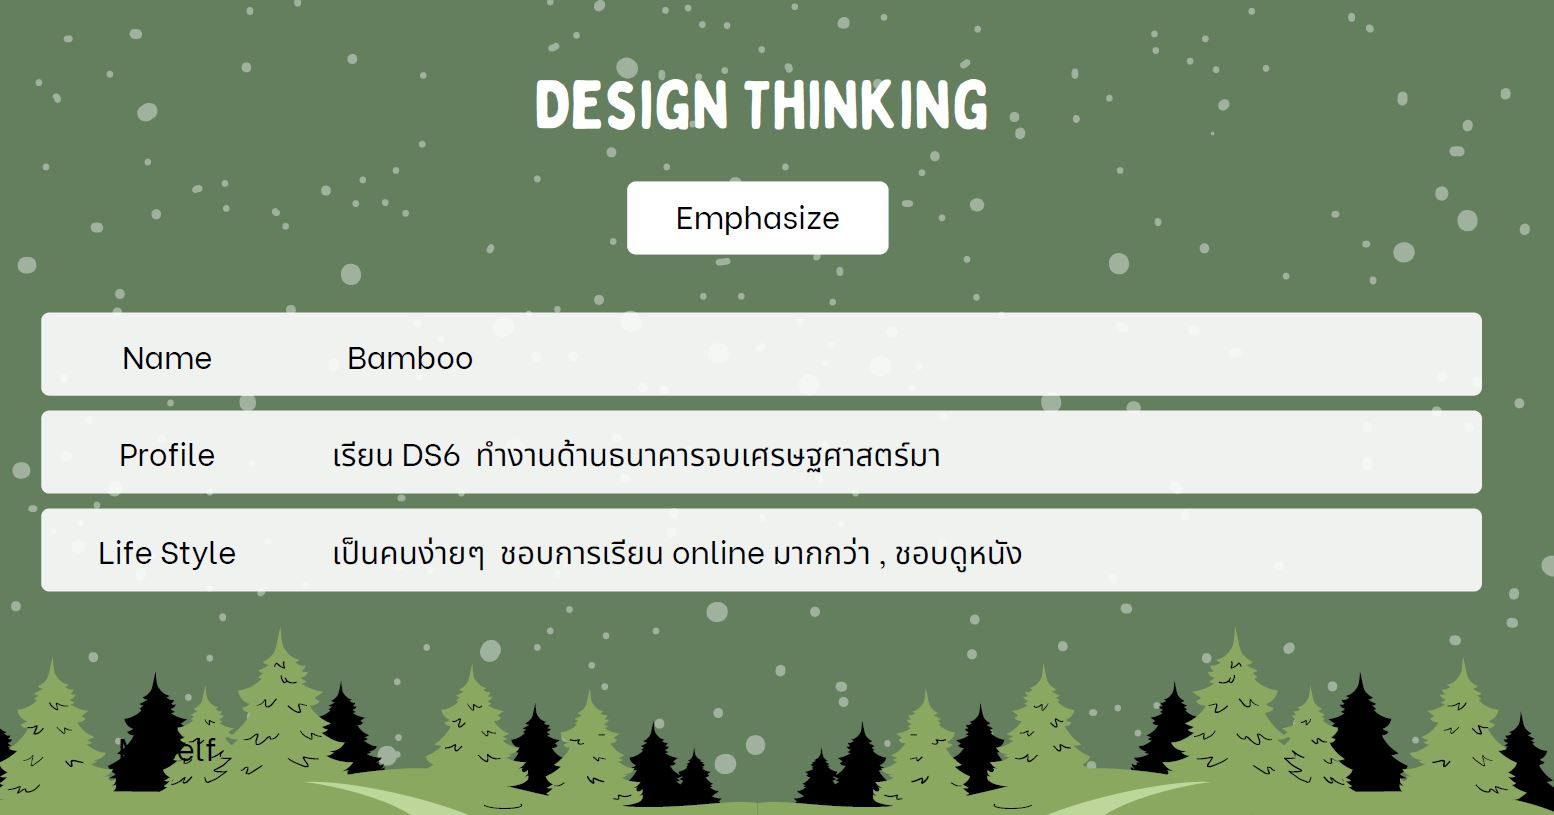 DESIGN THINKING
Emphasize
Name Bamboo
Profile เรียน DS6 ทำงานด้านธนาคารจบเศรษฐศาสตร์มา
Life Style เป็นคนง่ายๆ ชอบการเรียน online มากกว่า , ชอบดูหนัง